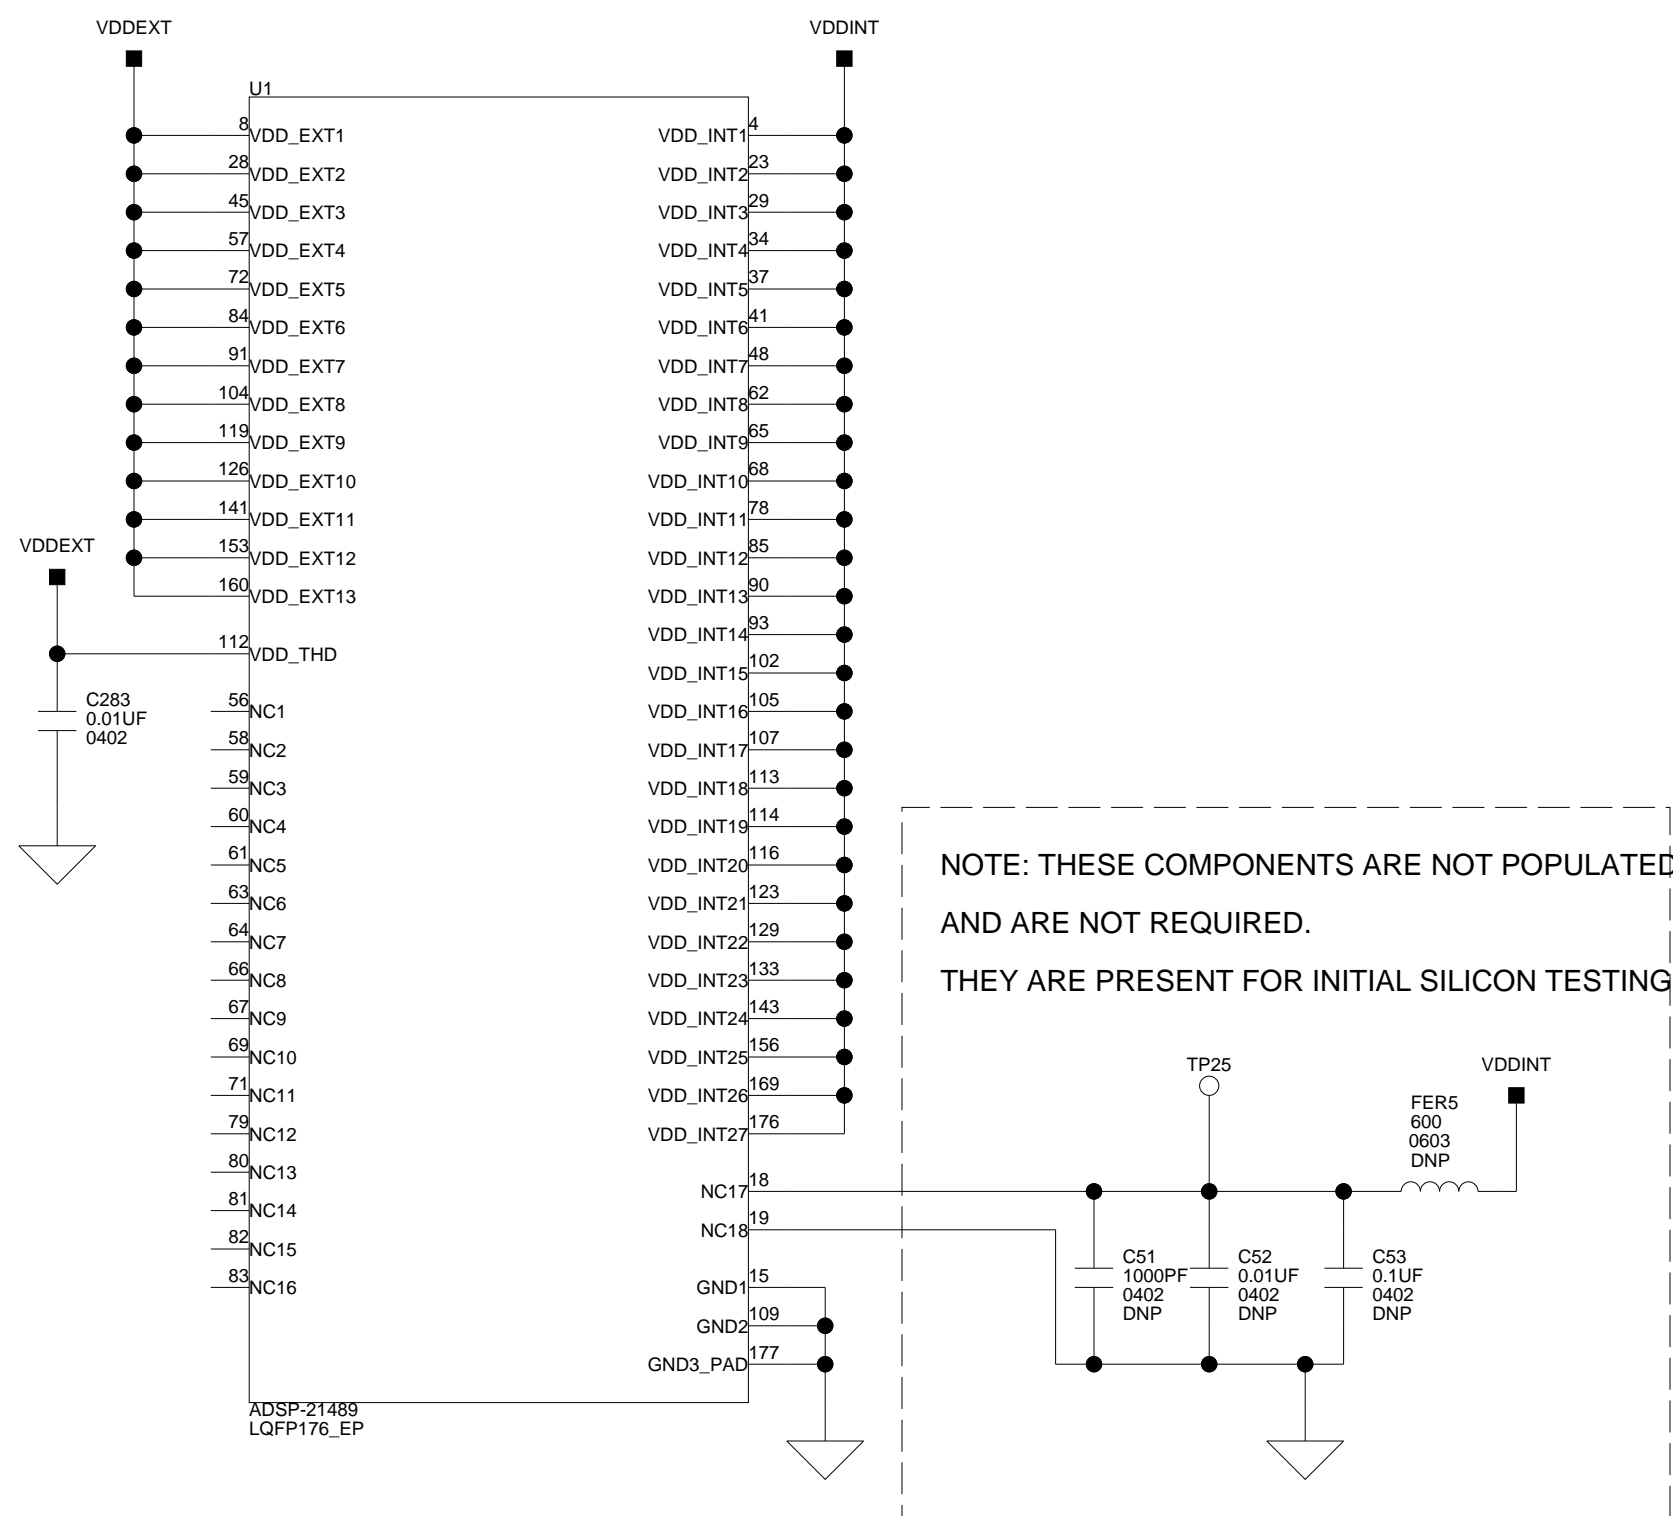 VDDEXT
VDDINT
U1
8 VDD_EXT1
28 VDD_EXT2
45 VDD_EXT3
57 VDD_EXT4
72 VDD_EXT5
84 VDD_EXT6
91 VDD_EXT7
104 VDD_EXT8
119 VDD_EXT9
126 VDD_EXT10
141 VDD_EXT11
153 VDD_EXT12
160 VDD_EXT13
VDDEXT
112 VDD_THD
C283
0.01UF
0402
56 NC1
58 NC2
59 NC3
60 NC4
61 NC5
63 NC6
64 NC7
66 NC8
67 NC9
69 NC10
71 NC11
79 NC12
80 NC13
81 NC14
82 NC15
83 NC16
VDD_INT1 4
VDD_INT2 23
VDD_INT3 29
VDD_INT4 34
VDD_INT5 37
VDD_INT6 41
VDD_INT7 48
VDD_INT8 62
VDD_INT9 65
VDD_INT10 68
VDD_INT11 78
VDD_INT12 85
VDD_INT13 90
VDD_INT14 93
VDD_INT15 102
VDD_INT16 105
VDD_INT17 107
VDD_INT18 113
VDD_INT19 114
VDD_INT20 116
VDD_INT21 123
VDD_INT22 129
VDD_INT23 133
VDD_INT24 143
VDD_INT25 156
VDD_INT26 169
VDD_INT27 176
NC17 18
NC18 19
GND1 15
GND2 109
GND3_PAD 177
ADSP-21489
LQFP176_EP
NOTE: THESE COMPONENTS ARE NOT POPULATED
AND ARE NOT REQUIRED.
THEY ARE PRESENT FOR INITIAL SILICON TESTING
TP25
VDDINT
FER5
600
0603
DNP
C51
1000PF
0402
DNP
C52
0.01UF
0402
DNP
C53
0.1UF
0402
DNP